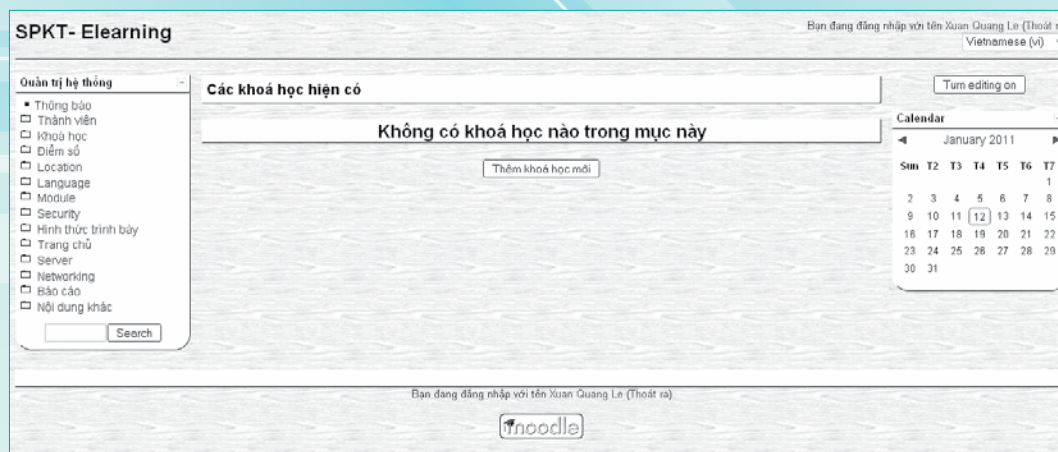 SPKT- Elearning
Bạn đang đăng nhập với tên Xuan Quang Le (Thoát
Vietnamese (vi)
Quản trị hệ thống
Thông báo
Thành viên
Khoá học
Điểm số
Location
Language
Module
Security
Hình thức trình bày
Trang chủ
Server
Networking
Báo cáo
Nội dung khác
Search
Các khoá học hiện có
Không có khoá học nào trong mục này
Thêm khoá học mới
Turn editing on
Calendar
January 2011
Sun T2 T3 T4 T5 T6 T7
1
2 3 4 5 6 7 8
9 10 11 12 13 14 15
16 17 18 19 20 21 22
23 24 25 26 27 28 29
30 31
Bạn đang đăng nhập với tên Xuan Quang Le (Thoát ra)
moodle